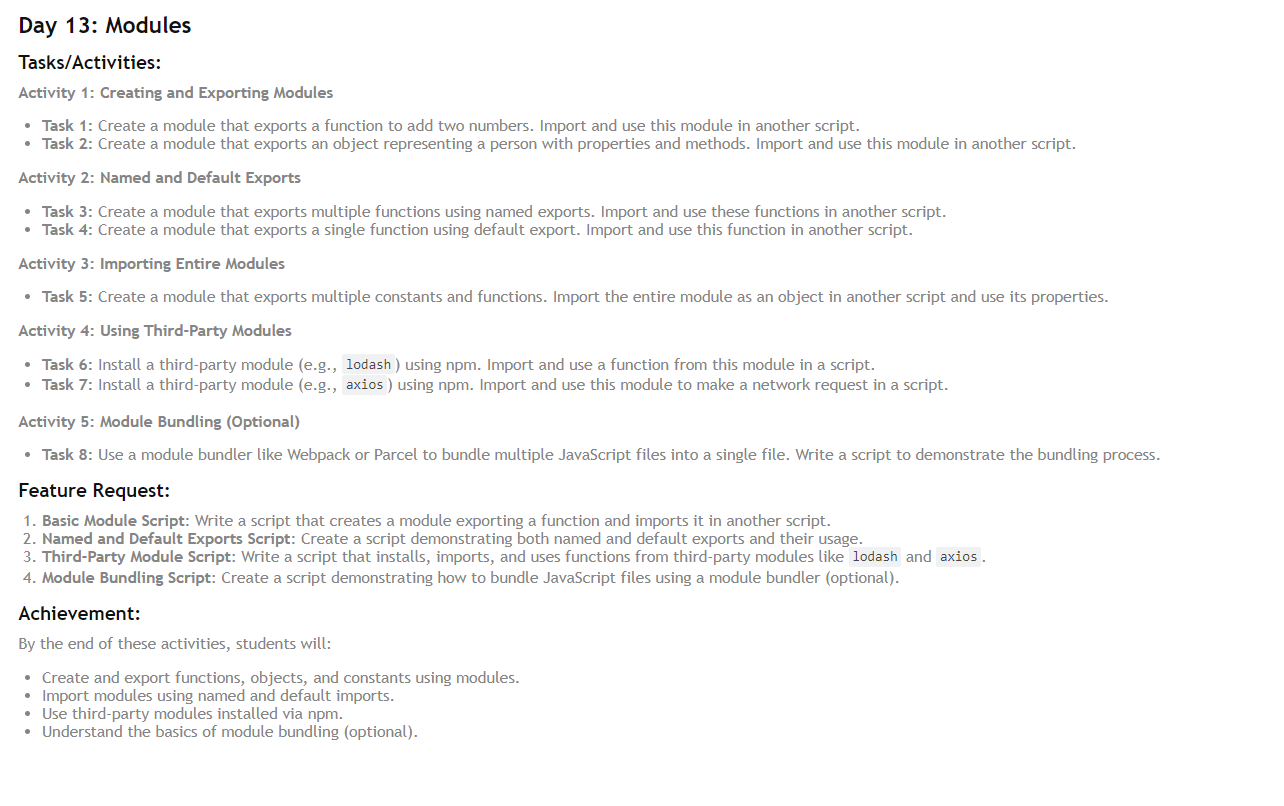 Day 13: Modules
Tasks/Activities:
Activity 1: Creating and Exporting Modules
• Task 1: Create a module that exports a function to add two numbers. Import and use this module in another script.
• Task 2: Create a module that exports an object representing a person with properties and methods. Import and use this module in another script.
Activity 2: Named and Default Exports
• Task 3: Create a module that exports multiple functions using named exports. Import and use these functions in another script.
• Task 4: Create a module that exports a single function using default export. Import and use this function in another script.
Activity 3: Importing Entire Modules
• Task 5: Create a module that exports multiple constants and functions. Import the entire module as an object in another script and use its properties.
Activity 4: Using Third-Party Modules
• Task 6: Install a third-party module (e.g., lodash) using npm. Import and use a function from this module in a script.
• Task 7: Install a third-party module (e.g., axios) using npm. Import and use this module to make a network request in a script.
Activity 5: Module Bundling (Optional)
• Task 8: Use a module bundler like Webpack or Parcel to bundle multiple JavaScript files into a single file. Write a script to demonstrate the bundling process.
Feature Request:
1. Basic Module Script: Write a script that creates a module exporting a function and imports it in another script.
2. Named and Default Exports Script: Create a script demonstrating both named and default exports and their usage.
3. Third-Party Module Script: Write a script that installs, imports, and uses functions from third-party modules like lodash and axios.
4. Module Bundling Script: Create a script demonstrating how to bundle JavaScript files using a module bundler (optional).
Achievement:
By the end of these activities, students will:
• Create and export functions, objects, and constants using modules.
• Import modules using named and default imports.
• Use third-party modules installed via npm.
• Understand the basics of module bundling (optional).